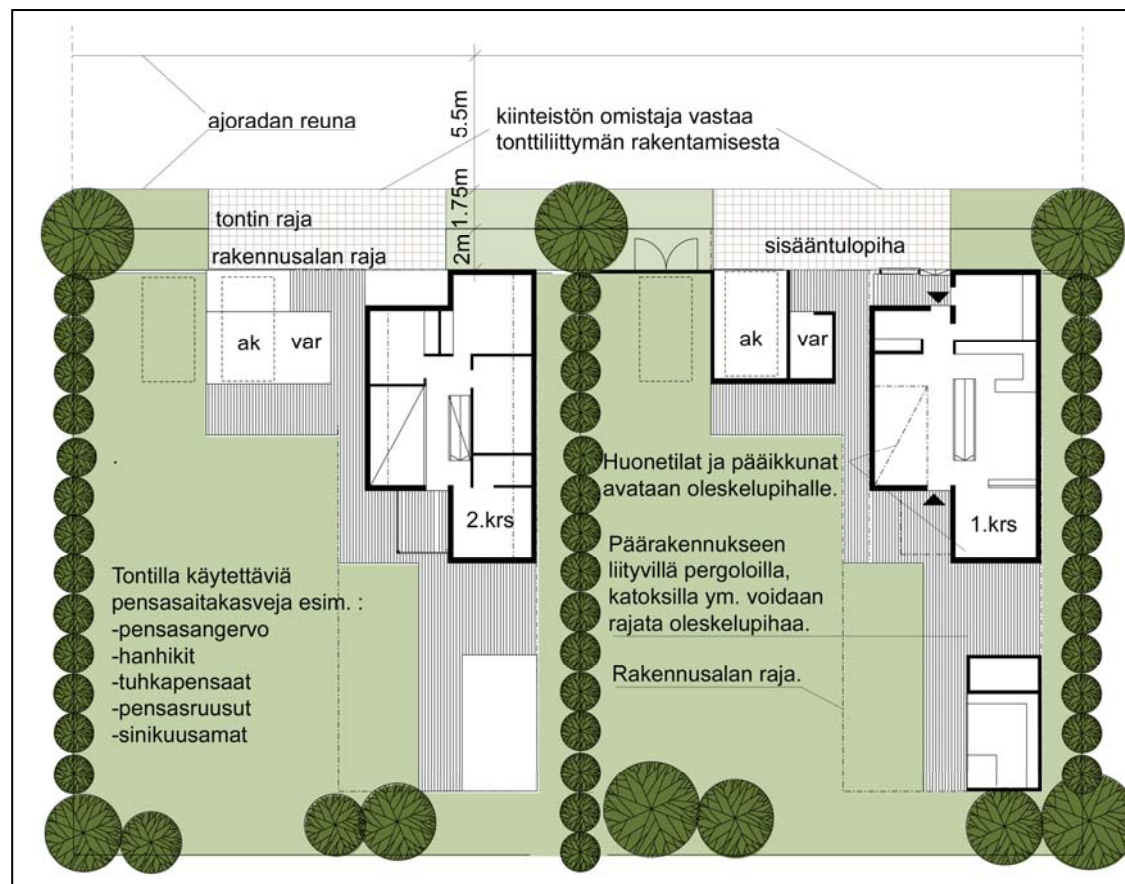 5.5m
ajoradan reuna
kiinteistön omistaja vastaa
tonttiliittymän rakentamisesta
1.75m
tontin raja
2m
rakennusalan raja
sisääntulopiha
ak
var
ak
var
Huonetilat ja pääikkunat
avataan oleskelupihalle.
2.krs
1.krs
Päärakennukseen
liityvillä pergoloilla,
katoksilla ym. voidaan
rajata oleskelupihaa.
Tontilla käytettäviä
pensasaitakasveja esim. :
-pensasangervo
-hanhikit
-tuhkapensaat
-pensasruusut
-sinikuusamat
Rakennusalan raja.